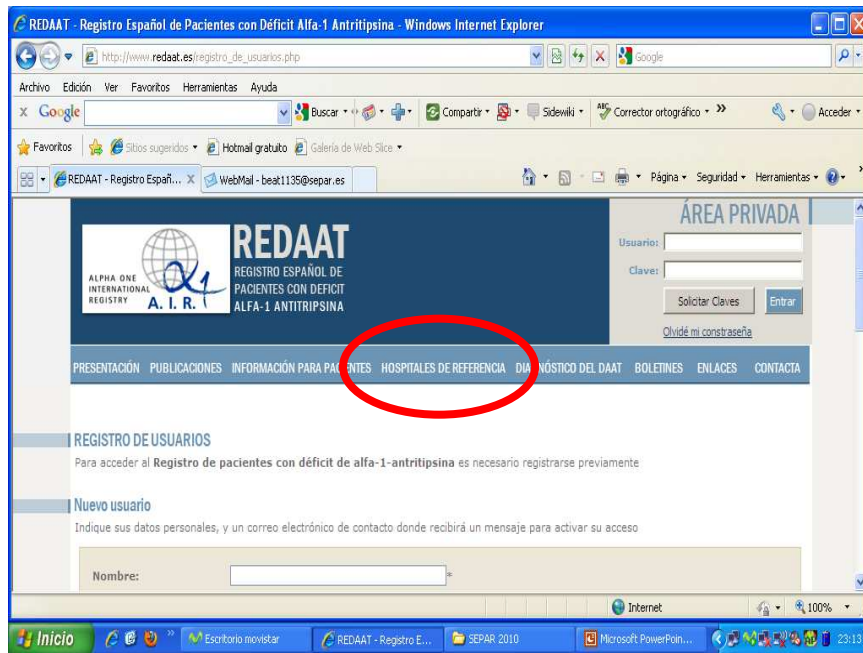 REDAAT - Registro Español de Pacientes con Déficit Alfa-1 Antritipsina - Windows Internet Explorer
http://www.redaat.es/registro_de_usuarios.php
Google
Archivo Edición Ver Favoritos Herramientas Ayuda
x Google Buscar Compartir Sidewiki ABC Corrector ortográfico » Acceder
Favoritos Sitios sugeridos Hotmail gratuito Galería de Web Slice
REDAAT - Registro Españ... X WebMail - beat1135@separ.es Página Seguridad Herramientas »
ÁREA PRIVADA
REDAAT
REGISTRO ESPAÑOL DE
PACIENTES CON DEFICIT
ALFA-1 ANTITRIPSINA
ALPHA ONE
INTERNATIONAL
REGISTRY A. I. R.
α1
Usuario:
Clave:
Solicitar Claves Entrar
Olvidé mi constraseña
PRESENTACIÓN PUBLICACIONES INFORMACIÓN PARA PACIENTES HOSPITALES DE REFERENCIA DIAGNÓSTICO DEL DAAT BOLETINES ENLACES CONTACTA
REGISTRO DE USUARIOS
Para acceder al Registro de pacientes con déficit de alfa-1-antritipsina es necesario registrarse previamente
Nuevo usuario
Indique sus datos personales, y un correo electrónico de contacto donde recibirá un mensaje para activar su acceso
Nombre: *
Internet 100%
Inicio » Escritorio movistar REDAAT - Registro E... SEPAR 2010 Microsoft PowerPoin... 23:13